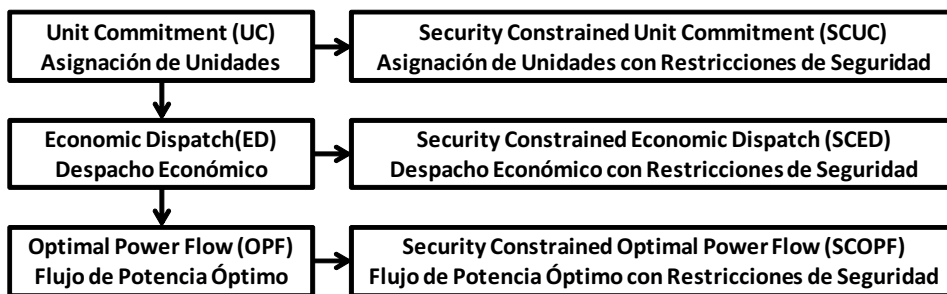 Unit Commitment (UC)
Asignación de Unidades
Security Constrained Unit Commitment (SCUC)
Asignación de Unidades con Restricciones de Seguridad
Economic Dispatch(ED)
Despacho Económico
Security Constrained Economic Dispatch (SCED)
Despacho Económico con Restricciones de Seguridad
Optimal Power Flow (OPF)
Flujo de Potencia Óptimo
Security Constrained Optimal Power Flow (SCOPF)
Flujo de Potencia Óptimo con Restricciones de Seguridad